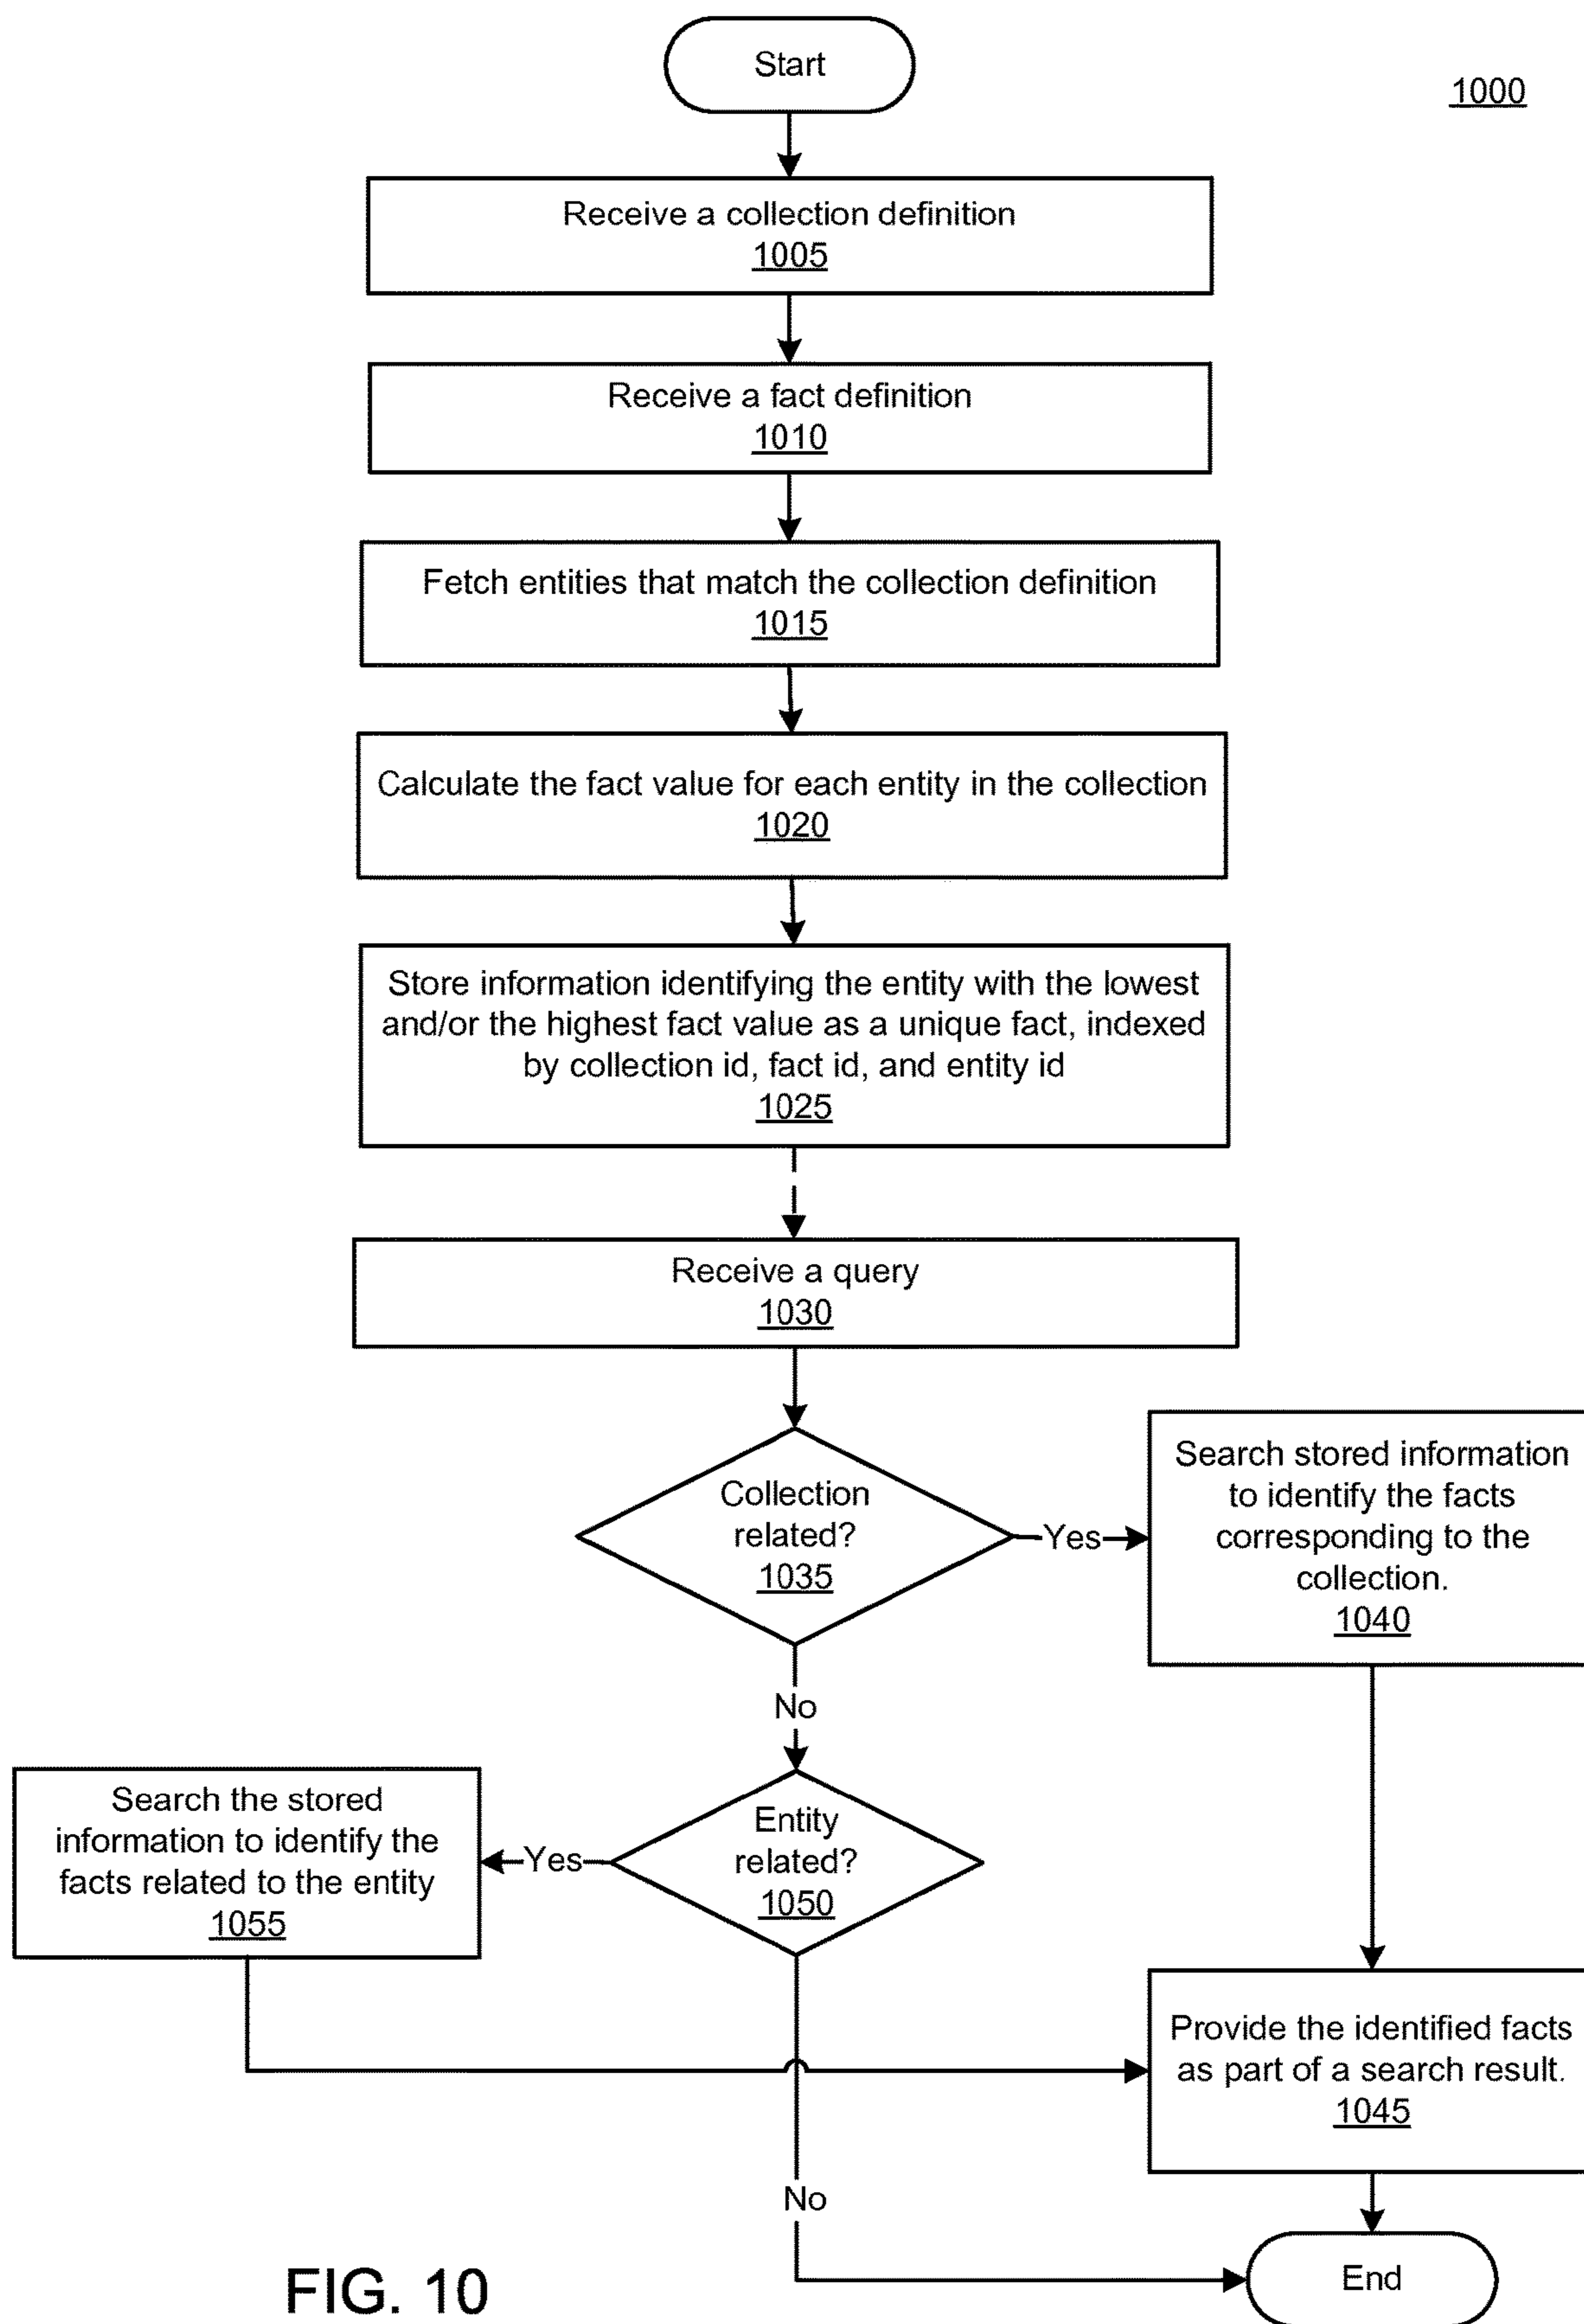 Start
1000
Receive a collection definition
1005
Receive a fact definition
1010
Fetch entities that match the collection definition
1015
Calculate the fact value for each entity in the collection
1020
Store information identifying the entity with the lowest
and/or the highest fact value as a unique fact, indexed
by collection id, fact id, and entity id
1025
Receive a query
1030
Collection
related?
1035
Yes
Search stored information
to identify the facts
corresponding to the
collection.
1040
No
Entity
related?
1050
Yes
Search the stored
information to identify the
facts related to the entity
1055
Provide the identified facts
as part of a search result.
1045
No
End
FIG. 10